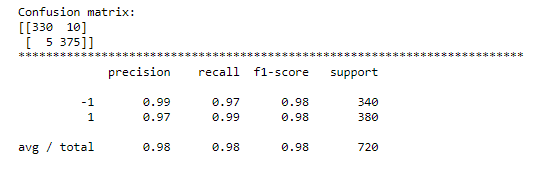 Confusion matrix:
[[330  10]
 [  5 375]]
*************************************************************************
             precision    recall  f1-score   support

         -1       0.99      0.97      0.98       340
          1       0.97      0.99      0.98       380

avg / total       0.98      0.98      0.98       720